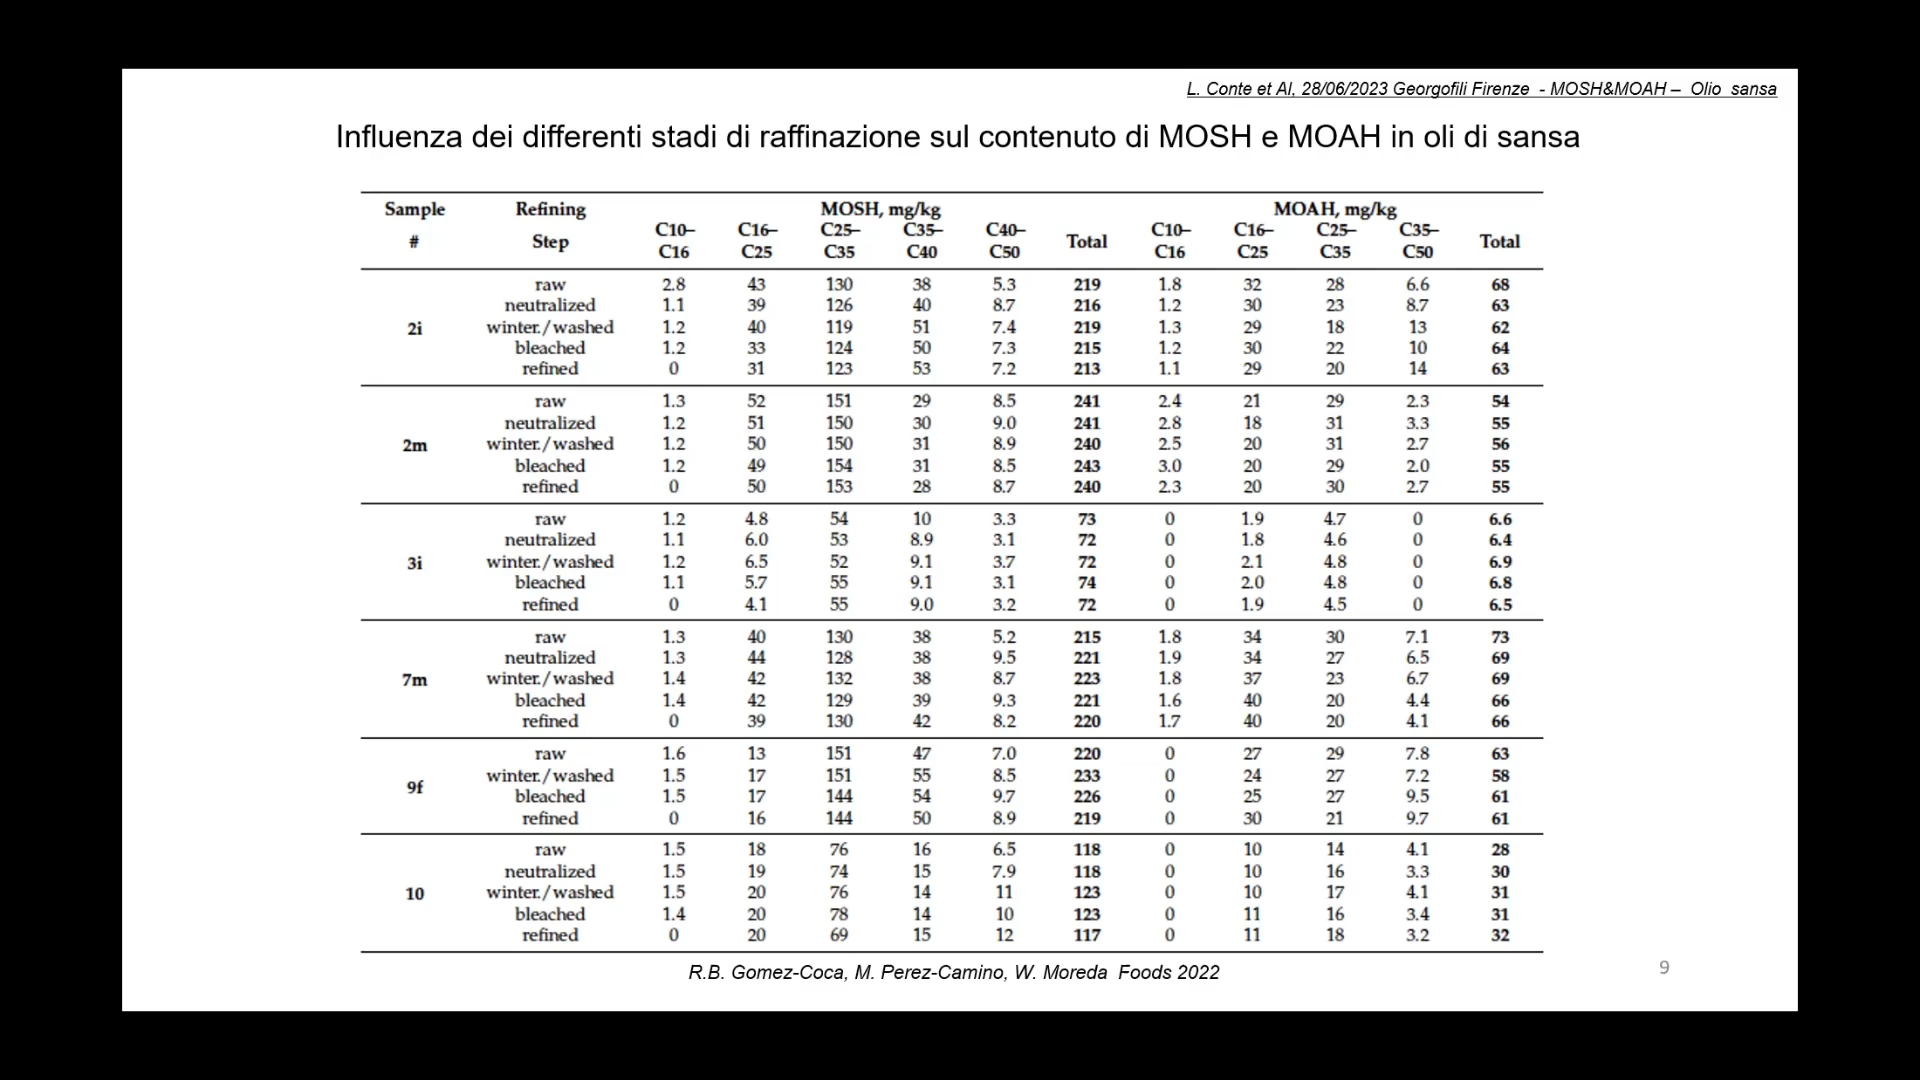 L. Conte et Al, 28/06/2023 Georgofili Firenze - MOSH&MOAH – Olio sansa
Influenza dei differenti stadi di raffinazione sul contenuto di MOSH e MOAH in oli di sansa
Sample Refining MOSH, mg/kg MOAH, mg/kg
# Step C10–C16 C16–C25 C25–C35 C35–C40 C40–C50 Total C10–C16 C16–C25 C25–C35 C35–C50 Total
raw 2.8 43 130 38 5.3 219 1.8 32 28 6.6 68
neutralized 1.1 39 126 40 8.7 216 1.2 30 23 8.7 63
2i winter./washed 1.2 40 119 51 7.4 219 1.3 29 18 13 62
bleached 1.2 33 124 50 7.3 215 1.2 30 22 10 64
refined 0 31 123 53 7.2 213 1.1 29 20 14 63
raw 1.3 52 151 29 8.5 241 2.4 21 29 2.3 54
neutralized 1.2 51 150 30 9.0 241 2.8 18 31 3.3 55
2m winter./washed 1.2 50 150 31 8.9 240 2.5 20 31 2.7 56
bleached 1.2 49 154 31 8.5 243 3.0 20 29 2.0 55
refined 0 50 153 28 8.7 240 2.3 20 30 2.7 55
raw 1.2 4.8 54 10 3.3 73 0 1.9 4.7 0 6.6
neutralized 1.1 6.0 53 8.9 3.1 72 0 1.8 4.6 0 6.4
3i winter./washed 1.2 6.5 52 9.1 3.7 72 0 2.1 4.8 0 6.9
bleached 1.1 5.7 55 9.1 3.1 74 0 2.0 4.8 0 6.8
refined 0 4.1 55 9.0 3.2 72 0 1.9 4.5 0 6.5
raw 1.3 40 130 38 5.2 215 1.8 34 30 7.1 73
neutralized 1.3 44 128 38 9.5 221 1.9 34 27 6.5 69
7m winter./washed 1.4 42 132 38 8.7 223 1.8 37 23 6.7 69
bleached 1.4 42 129 39 9.3 221 1.6 40 20 4.4 66
refined 0 39 130 42 8.2 220 1.7 40 20 4.1 66
raw 1.6 13 151 47 7.0 220 0 27 29 7.8 63
9f winter./washed 1.5 17 151 55 8.5 233 0 24 27 7.2 58
bleached 1.5 17 144 54 9.7 226 0 25 27 9.5 61
refined 0 16 144 50 8.9 219 0 30 21 9.7 61
raw 1.5 18 76 16 6.5 118 0 10 14 4.1 28
neutralized 1.5 19 74 15 7.9 118 0 10 16 3.3 30
10 winter./washed 1.5 20 76 14 11 123 0 10 17 4.1 31
bleached 1.4 20 78 14 10 123 0 11 16 3.4 31
refined 0 20 69 15 12 117 0 11 18 3.2 32
R.B. Gomez-Coca, M. Perez-Camino, W. Moreda Foods 2022
9